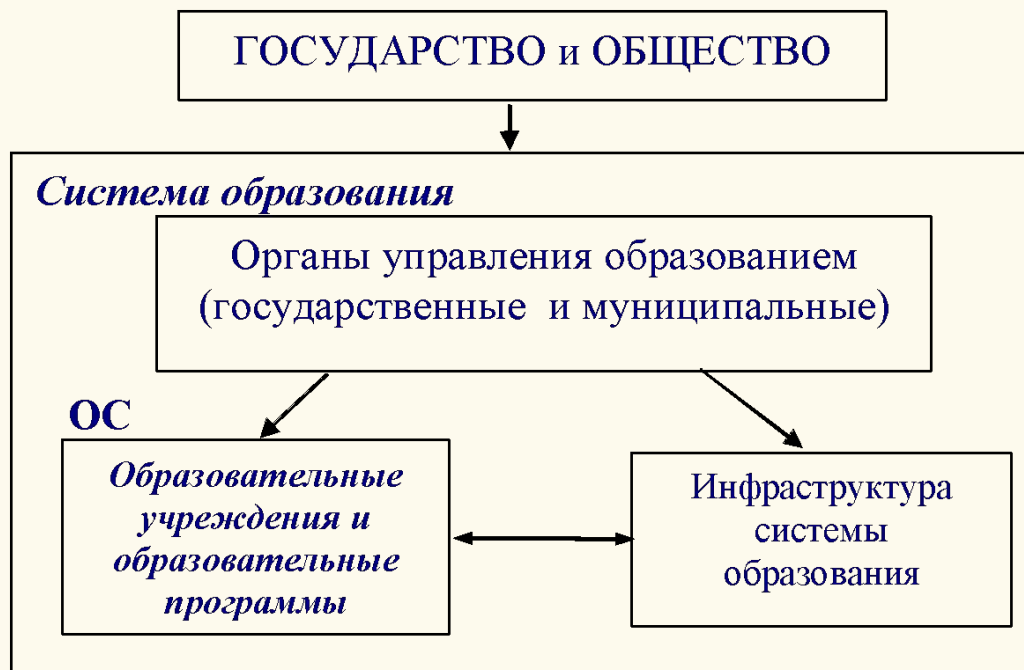 ГОСУДАРСТВО и ОБЩЕСТВО
Система образования
Органы управления образованием
(государственные и муниципальные)
ОС
Образовательные
учреждения и
образовательные
программы
Инфраструктура
системы
образования